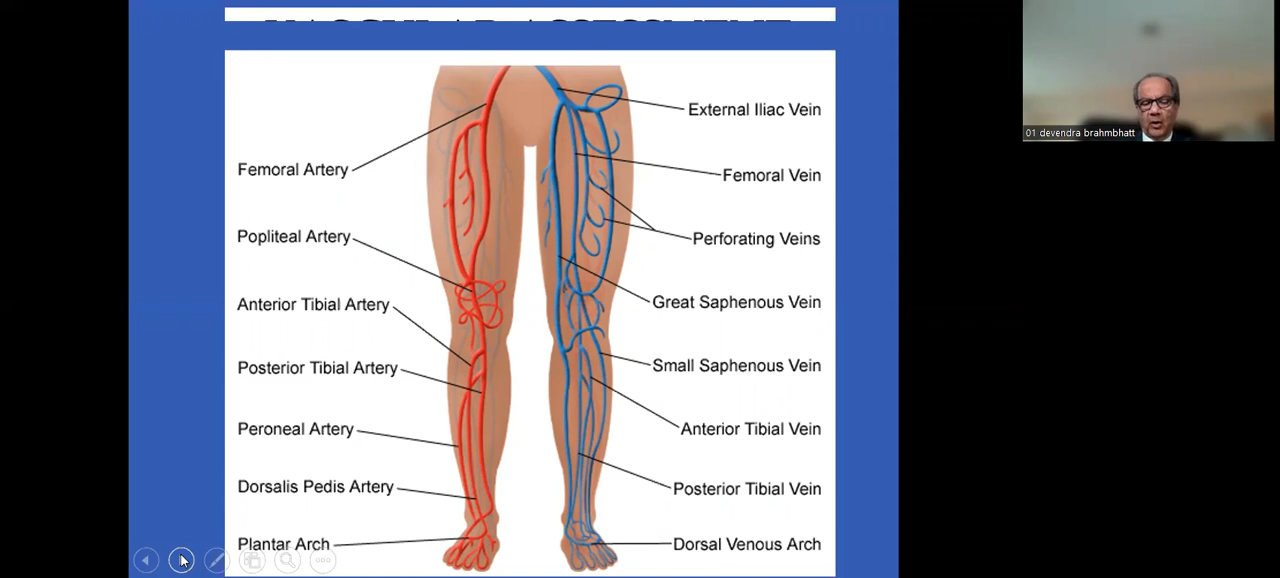 VASCULAR ASSESSMENT
External Iliac Vein
Femoral Artery
Femoral Vein
Popliteal Artery
Perforating Veins
Anterior Tibial Artery
Great Saphenous Vein
Posterior Tibial Artery
Small Saphenous Vein
Peroneal Artery
Anterior Tibial Vein
Dorsalis Pedis Artery
Posterior Tibial Vein
Plantar Arch
Dorsal Venous Arch
01 devendra brahmbhatt